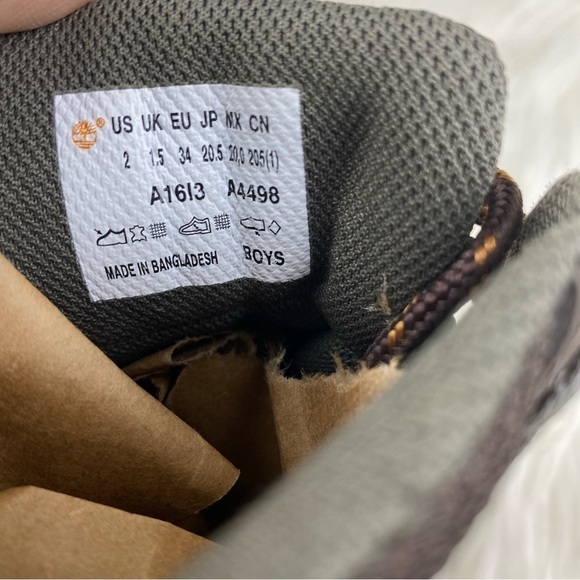 ® US UK EU JP MX CN
2 1.5 34 20.5 20,0 205(1)
A16I3 A4498
MADE IN BANGLADESH BOYS